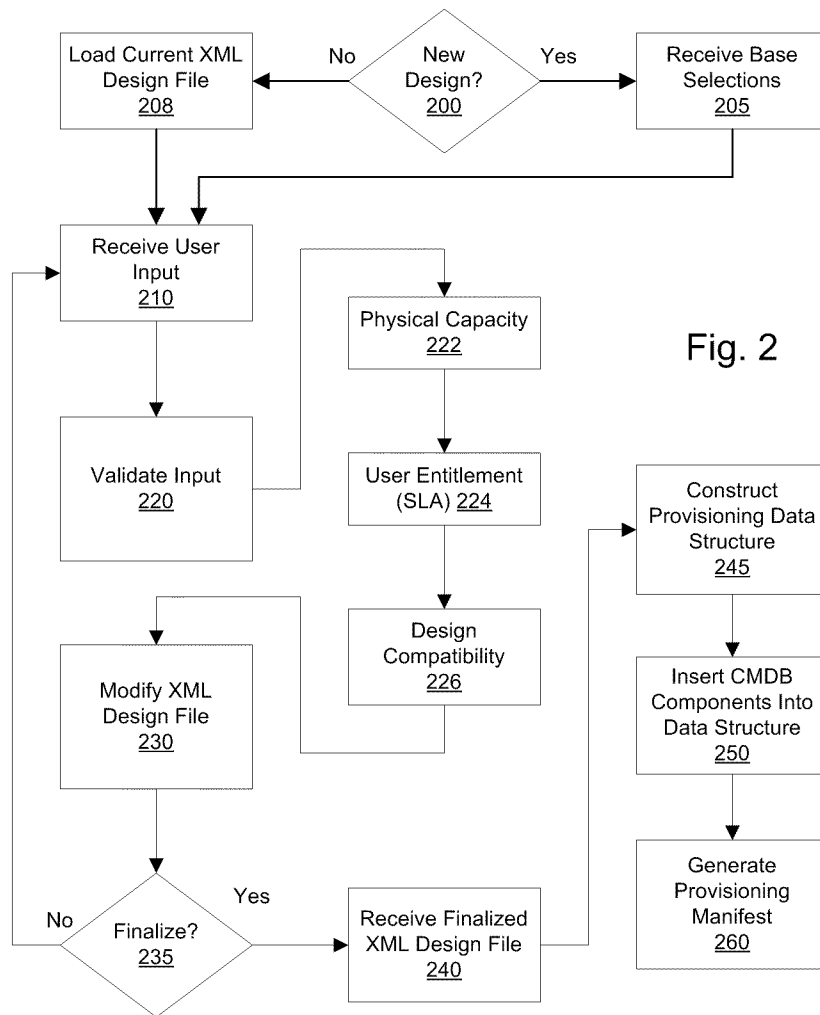 Load Current XML
Design File
208
No
New
Design?
200
Yes
Receive Base
Selections
205
Receive User
Input
210
Physical Capacity
222
Fig. 2
Validate Input
220
User Entitlement
(SLA) 224
Construct
Provisioning Data
Structure
245
Design
Compatibility
226
Modify XML
Design File
230
Insert CMDB
Components Into
Data Structure
250
No
Finalize?
235
Yes
Receive Finalized
XML Design File
240
Generate
Provisioning
Manifest
260